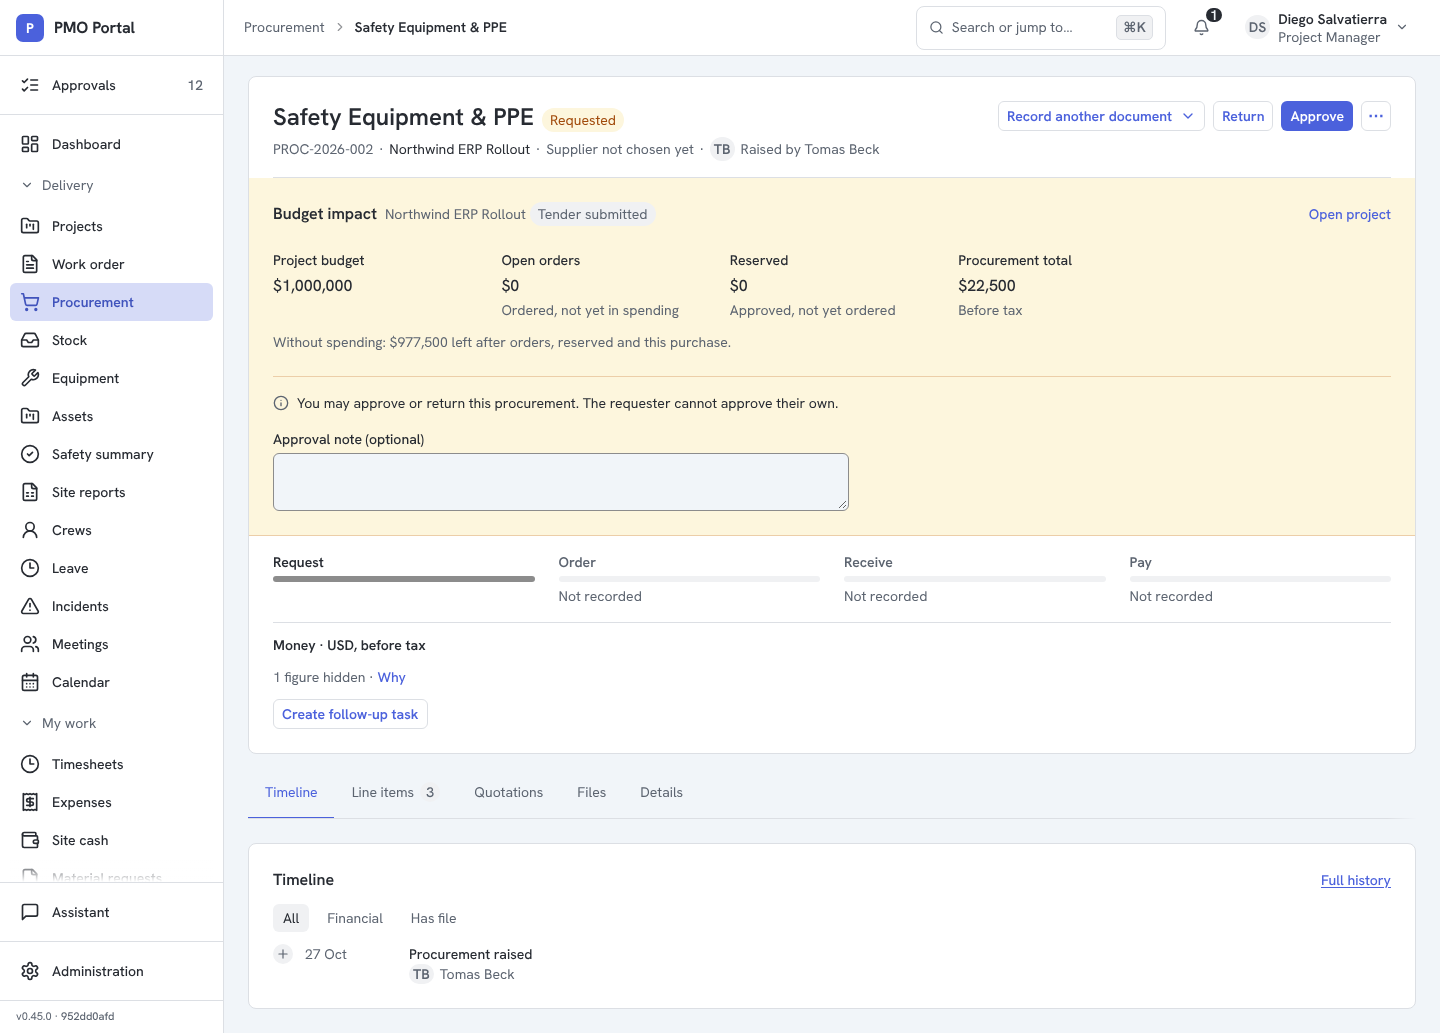 P PMO Portal
Procurement > Safety Equipment & PPE
Search or jump to... ⌘K
1
DS
Diego Salvatierra
Project Manager
Approvals 12
Dashboard
Delivery
Projects
Work order
Procurement
Stock
Equipment
Assets
Safety summary
Site reports
Crews
Leave
Incidents
Meetings
Calendar
My work
Timesheets
Expenses
Site cash
Material requests
Assistant
Administration
v0.45.0 · 952dd0afd
Safety Equipment & PPE Requested
Record another document Return Approve ...
PROC-2026-002 · Northwind ERP Rollout · Supplier not chosen yet · TB Raised by Tomas Beck
Budget impact Northwind ERP Rollout Tender submitted Open project
Project budget Open orders Reserved Procurement total
$1,000,000 $0 $0 $22,500
Ordered, not yet in spending Approved, not yet ordered Before tax
Without spending: $977,500 left after orders, reserved and this purchase.
You may approve or return this procurement. The requester cannot approve their own.
Approval note (optional)
Request Order Receive Pay
Not recorded Not recorded Not recorded
Money · USD, before tax
1 figure hidden · Why
Create follow-up task
Timeline Line items 3 Quotations Files Details
Timeline Full history
All Financial Has file
27 Oct Procurement raised
TB Tomas Beck